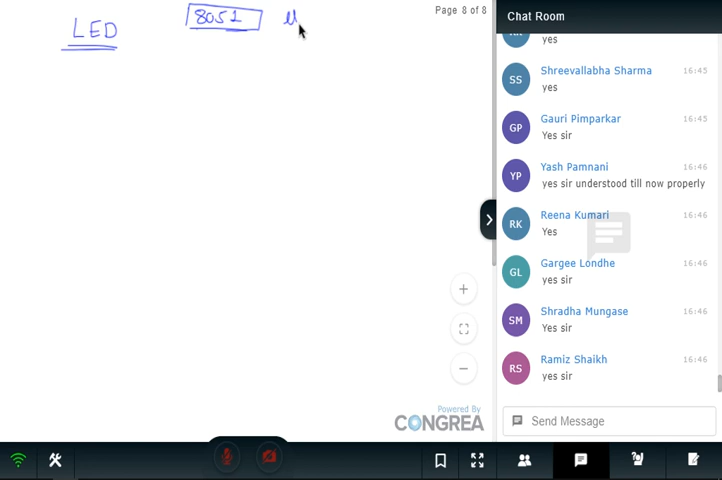 8051 µ
LED
Page 8 of 8
Chat Room
yes
Shreevallabha Sharma 16:45
yes
Gauri Pimparkar 16:45
Yes sir
Yash Pamnani 16:46
yes sir understood till now properly
Reena Kumari 16:46
Yes
Gargee Londhe 16:46
yes sir
Shradha Mungase 16:46
Yes sir
Ramiz Shaikh 16:46
yes sir
Powered By
CONGREA
Send Message
SS
GP
YP
RK
GL
SM
RS